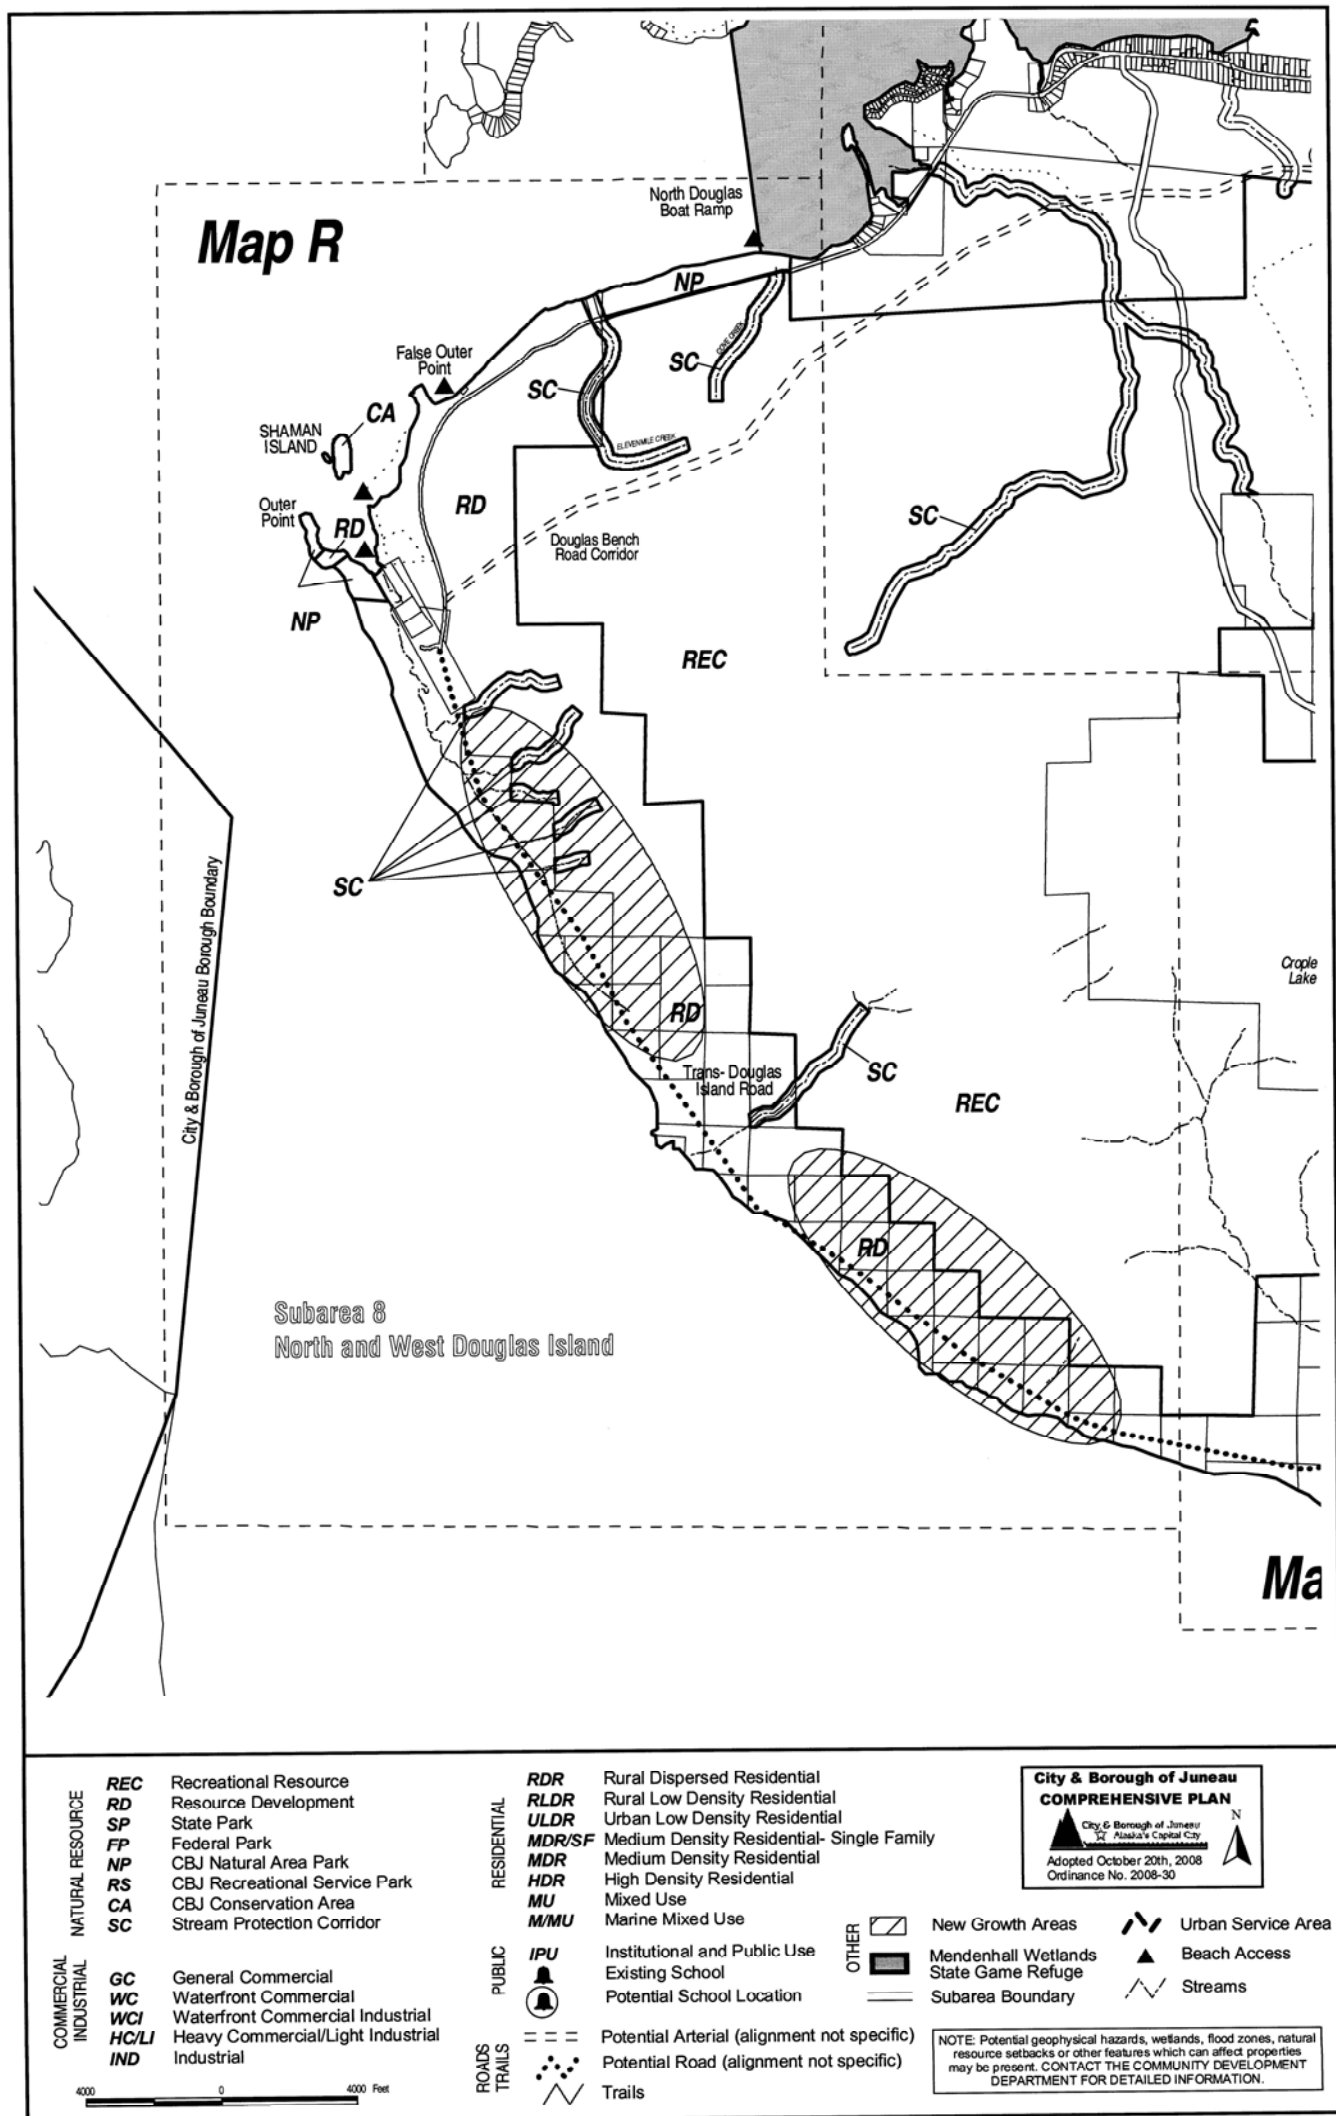 Map R
North Douglas
Boat Ramp
NP
False Outer
Point
CA
SC
SC
COVE CREEK
ELEVENMILE CREEK
SHAMAN
ISLAND
Outer
Point
RD
RD
SC
Douglas Bench
Road Corridor
NP
REC
SC
City & Borough of Juneau Borough Boundary
Crople
Lake
RD
Trans- Douglas
Island Road
SC
REC
RD
Subarea 8
North and West Douglas Island
Ma
NATURAL RESOURCE
REC Recreational Resource
RD Resource Development
SP State Park
FP Federal Park
NP CBJ Natural Area Park
RS CBJ Recreational Service Park
CA CBJ Conservation Area
SC Stream Protection Corridor
COMMERCIAL
INDUSTRIAL
GC General Commercial
WC Waterfront Commercial
WCI Waterfront Commercial Industrial
HC/LI Heavy Commercial/Light Industrial
IND Industrial
4000 0 4000 Feet
RESIDENTIAL
RDR Rural Dispersed Residential
RLDR Rural Low Density Residential
ULDR Urban Low Density Residential
MDR/SF Medium Density Residential- Single Family
MDR Medium Density Residential
HDR High Density Residential
MU Mixed Use
M/MU Marine Mixed Use
PUBLIC
IPU Institutional and Public Use
Existing School
Potential School Location
ROADS
TRAILS
Potential Arterial (alignment not specific)
Potential Road (alignment not specific)
Trails
OTHER
New Growth Areas
Mendenhall Wetlands
State Game Refuge
Subarea Boundary
Urban Service Area
Beach Access
Streams
City & Borough of Juneau
COMPREHENSIVE PLAN
City & Borough of Juneau
Alaska's Capital City
N
Adopted October 20th, 2008
Ordinance No. 2008-30
NOTE: Potential geophysical hazards, wetlands, flood zones, natural
resource setbacks or other features which can affect properties
may be present. CONTACT THE COMMUNITY DEVELOPMENT
DEPARTMENT FOR DETAILED INFORMATION.